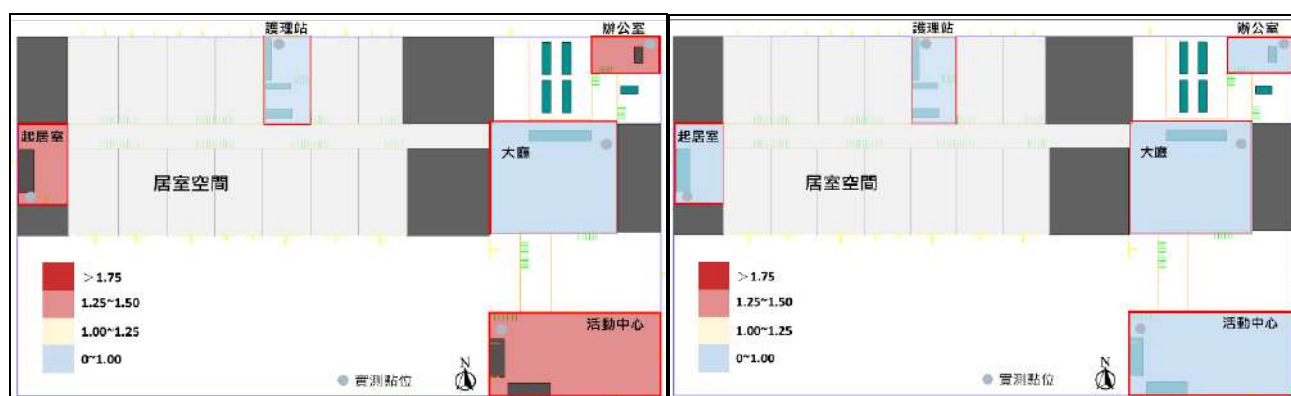 護理站
辦公室
起居室
大廳
居室空間
活動中心
＞1.75
1.25~1.50
1.00~1.25
0~1.00
實測點位
N
護理站
辦公室
起居室
大廳
居室空間
活動中心
＞1.75
1.25~1.50
1.00~1.25
0~1.00
實測點位
N